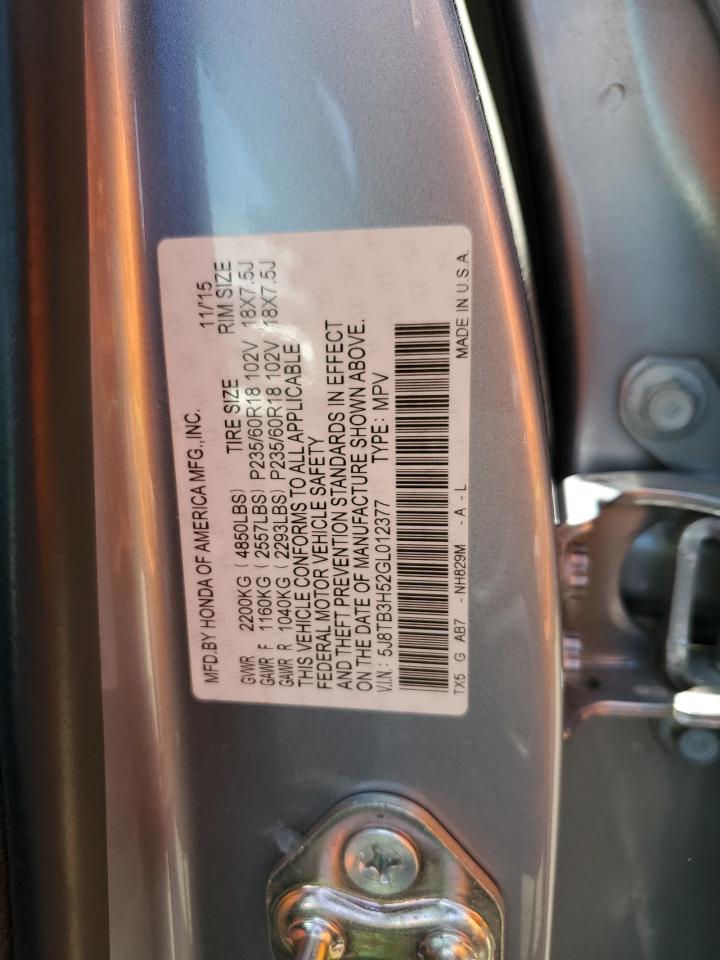 MFD.BY HONDA OF AMERICA MFG.,INC. 11/'15
GVWR 2200KG ( 4850LBS) TIRE SIZE RIM SIZE
GAWR F 1160KG ( 2557LBS) P235/60R18 102V 18X7.5J
GAWR R 1040KG ( 2293LBS) P235/60R18 102V 18X7.5J
THIS VEHICLE CONFORMS TO ALL APPLICABLE
FEDERAL MOTOR VEHICLE SAFETY
AND THEFT PREVENTION STANDARDS IN EFFECT
ON THE DATE OF MANUFACTURE SHOWN ABOVE.
V.I.N.: 5J8TB3H52GL012377 TYPE: MPV
TX5 G AB7 - NH829M - A - L MADE IN U.S.A.